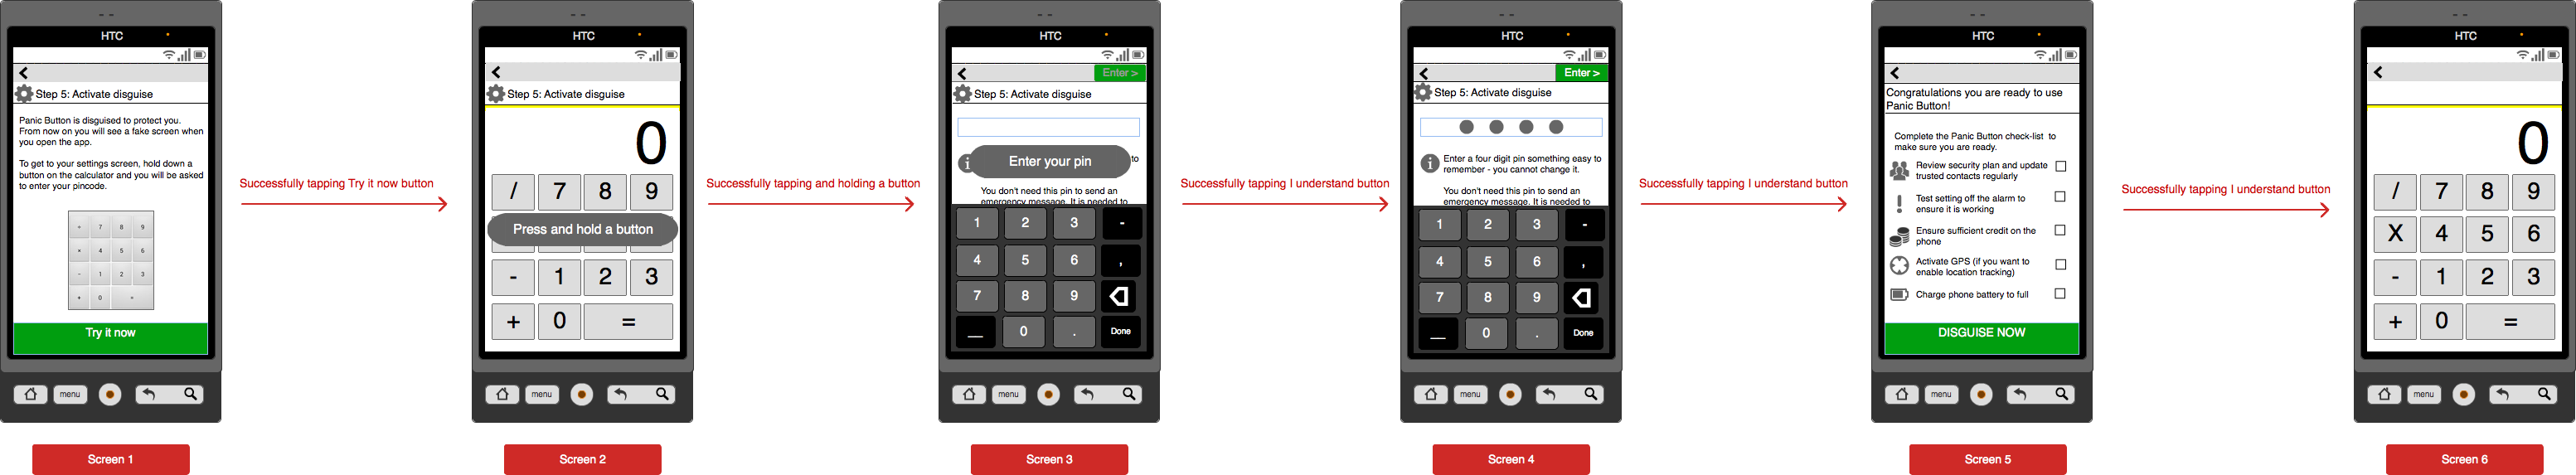 HTC
Step 5: Activate disguise
Panic Button is disguised to protect you.
From now on you will see a fake screen when
you open the app.
To get to your settings screen, hold down a
button on the calculator and you will be asked
to enter your pincode.
÷ 7 8 9
× 4 5 6
- 1 2 3
+ 0 =
Try it now
menu
Screen 1
Successfully tapping Try it now button
HTC
Step 5: Activate disguise
0
/ 7 8 9
Press and hold a button
- 1 2 3
+ 0 =
menu
Screen 2
Successfully tapping and holding a button
HTC
Enter >
Step 5: Activate disguise
Enter your pin
to
You don't need this pin to send an
emergency message. It is needed to
1 2 3 -
4 5 6 ,
7 8 9
_ 0 . Done
menu
Screen 3
Successfully tapping I understand button
HTC
Enter >
Step 5: Activate disguise
Enter a four digit pin something easy to
remember - you cannot change it.
You don't need this pin to send an
emergency message. It is needed to
1 2 3 -
4 5 6 ,
7 8 9
_ 0 . Done
menu
Screen 4
Successfully tapping I understand button
HTC
Congratulations you are ready to use
Panic Button!
Complete the Panic Button check-list to
make sure you are ready.
Review security plan and update
trusted contacts regularly
Test setting off the alarm to
ensure it is working
Ensure sufficient credit on the
phone
Activate GPS (if you want to
enable location tracking)
Charge phone battery to full
DISGUISE NOW
menu
Screen 5
Successfully tapping I understand button
HTC
0
/ 7 8 9
X 4 5 6
- 1 2 3
+ 0 =
menu
Screen 6